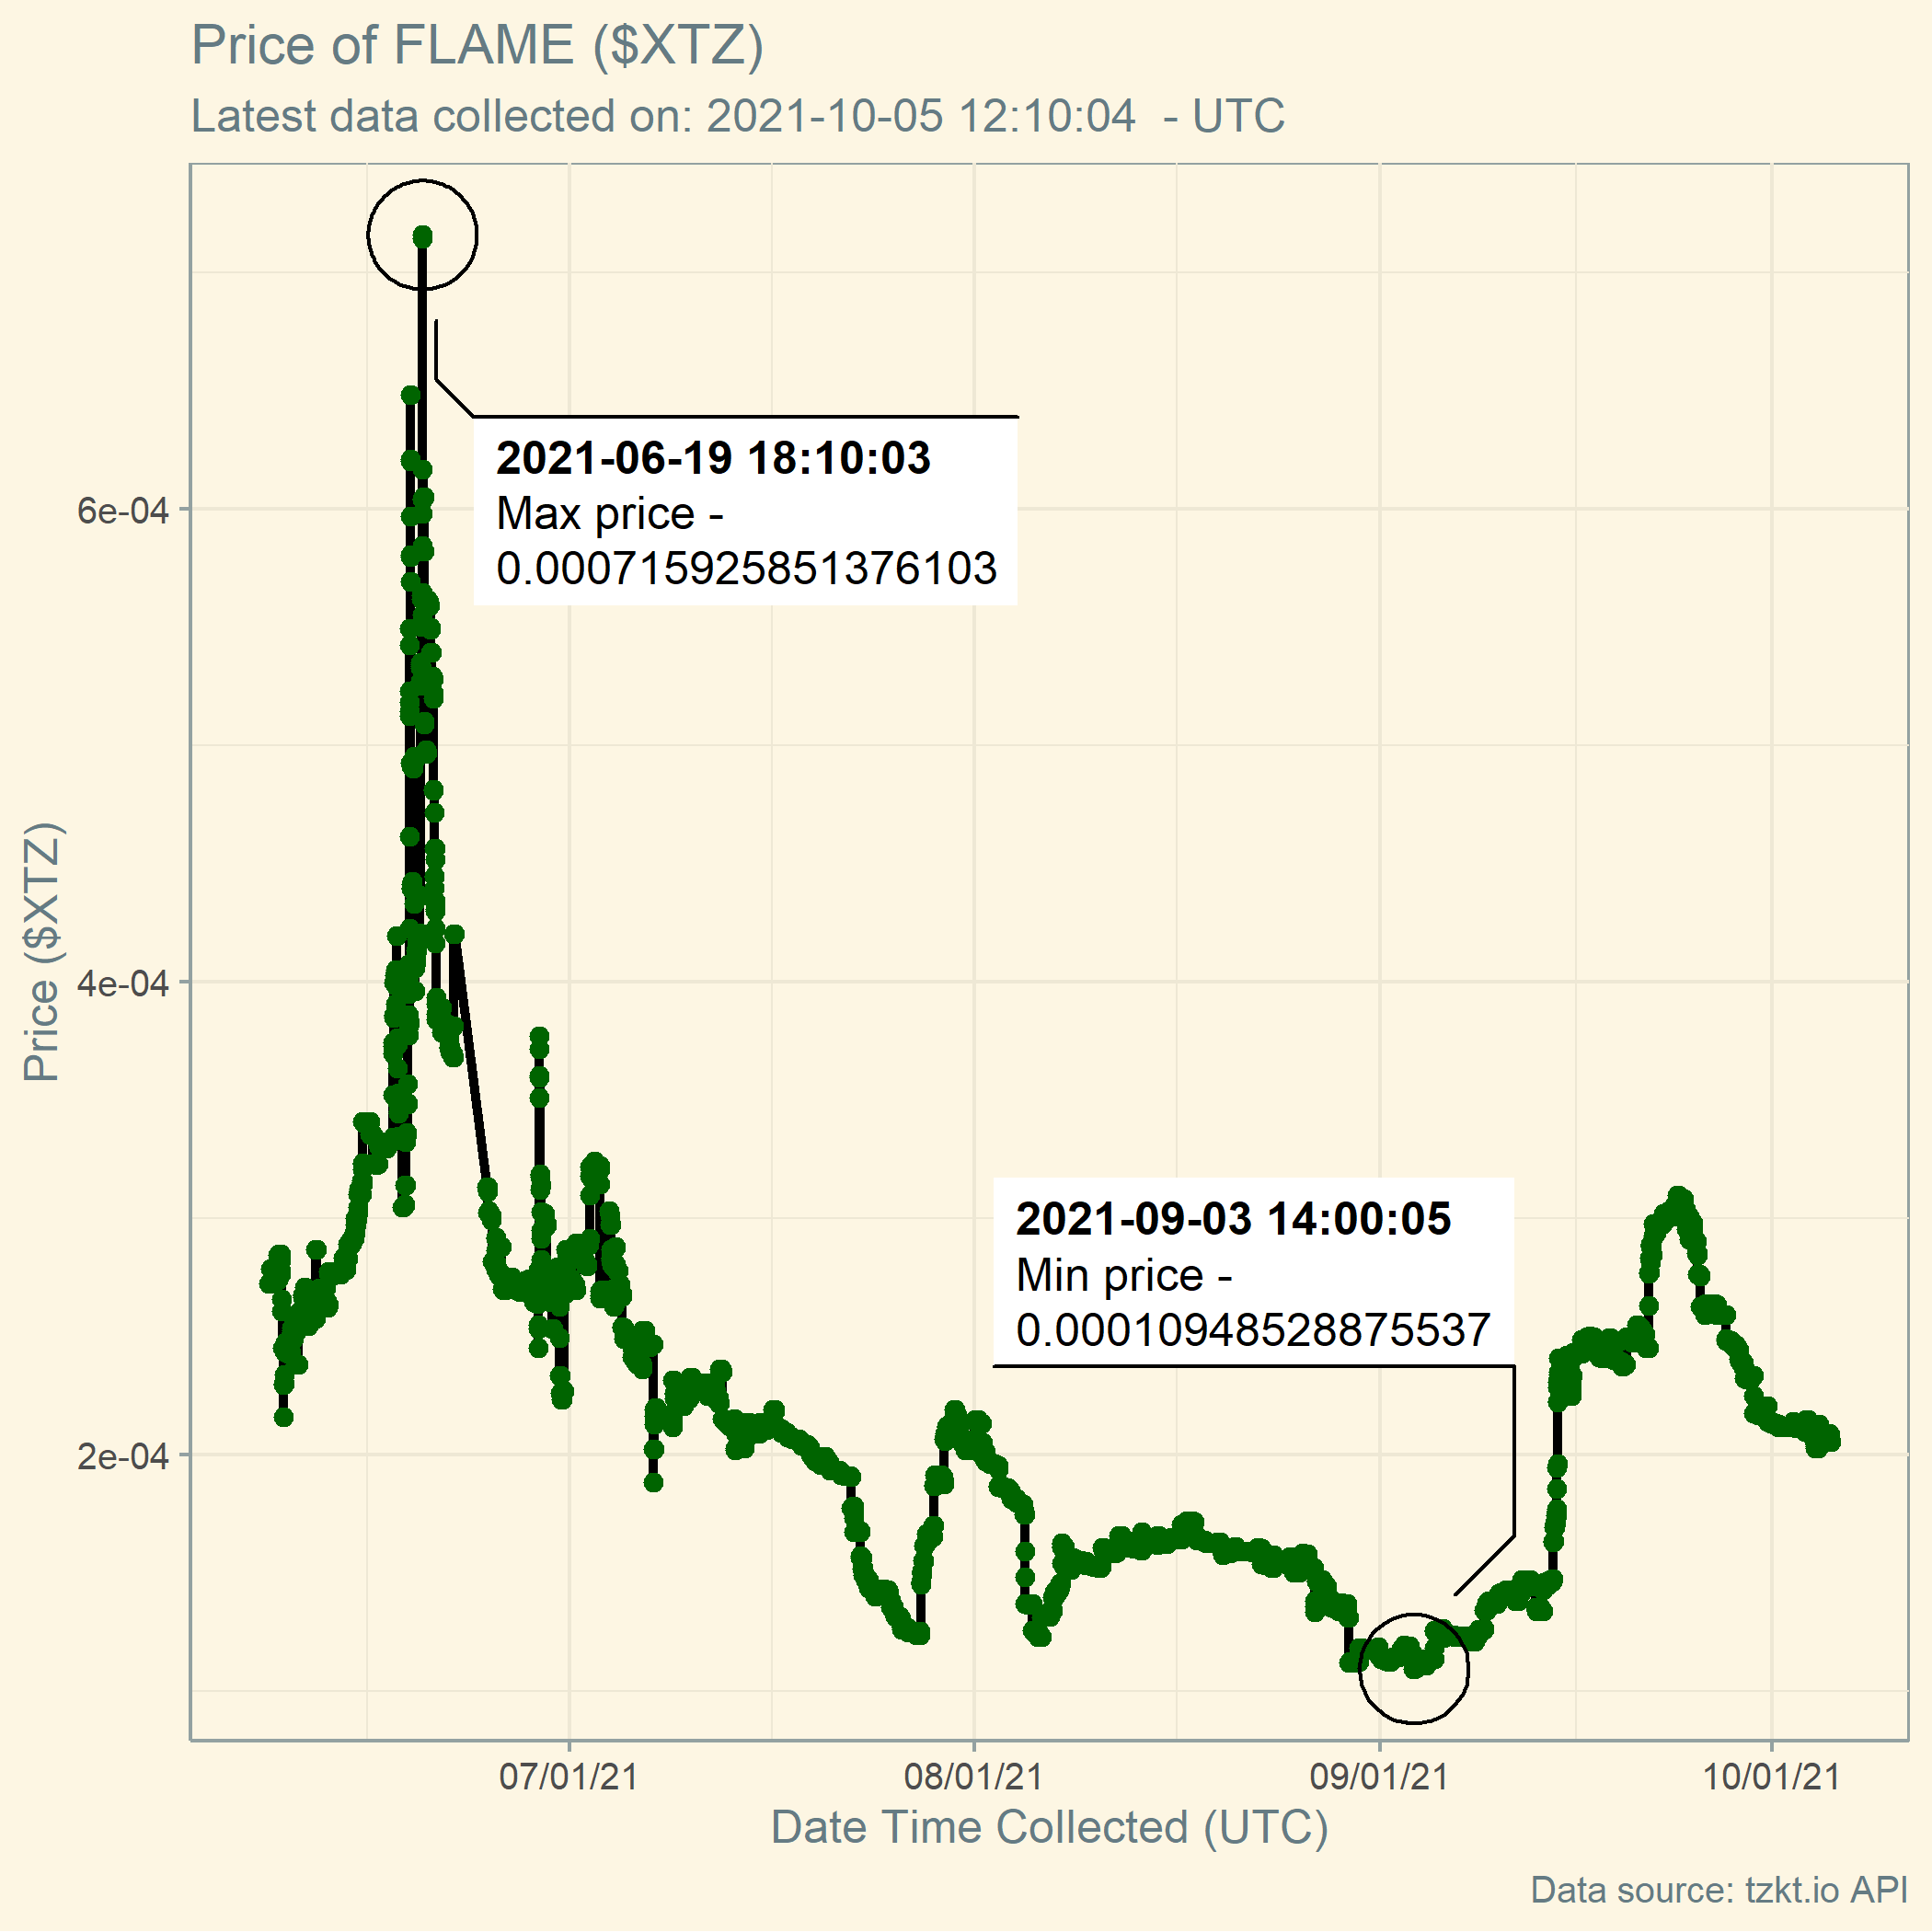 Price of FLAME ($XTZ)
Latest data collected on: 2021-10-05 12:10:04  - UTC
2021-06-19 18:10:03
Max price -
0.000715925851376103
6e-04
4e-04
2e-04
Price ($XTZ)
2021-09-03 14:00:05
Min price -
0.00010948528875537
07/01/21
08/01/21
09/01/21
10/01/21
Date Time Collected (UTC)
Data source: tzkt.io API